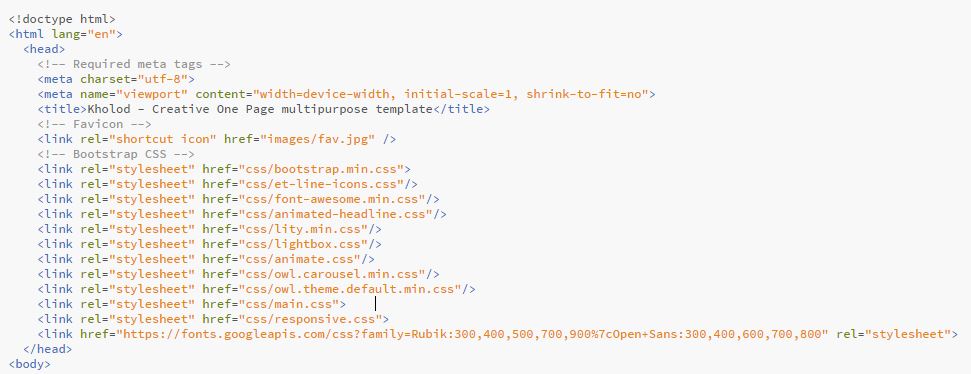 <!doctype html>
<html lang="en">
<head>
<!-- Required meta tags -->
<meta charset="utf-8">
<meta name="viewport" content="width=device-width, initial-scale=1, shrink-to-fit=no">
<title>Kholod – Creative One Page multipurpose template</title>
<!-- Favicon -->
<link rel="shortcut icon" href="images/fav.jpg" />
<!-- Bootstrap CSS -->
<link rel="stylesheet" href="css/bootstrap.min.css">
<link rel="stylesheet" href="css/et-line-icons.css"/>
<link rel="stylesheet" href="css/font-awesome.min.css"/>
<link rel="stylesheet" href="css/animated-headline.css"/>
<link rel="stylesheet" href="css/lity.min.css"/>
<link rel="stylesheet" href="css/lightbox.css"/>
<link rel="stylesheet" href="css/animate.css"/>
<link rel="stylesheet" href="css/owl.carousel.min.css"/>
<link rel="stylesheet" href="css/owl.theme.default.min.css"/>
<link rel="stylesheet" href="css/main.css">
<link rel="stylesheet" href="css/responsive.css">
<link href="https://fonts.googleapis.com/css?family=Rubik:300,400,500,700,900%7cOpen+Sans:300,400,600,700,800" rel="stylesheet">
</head>
<body>